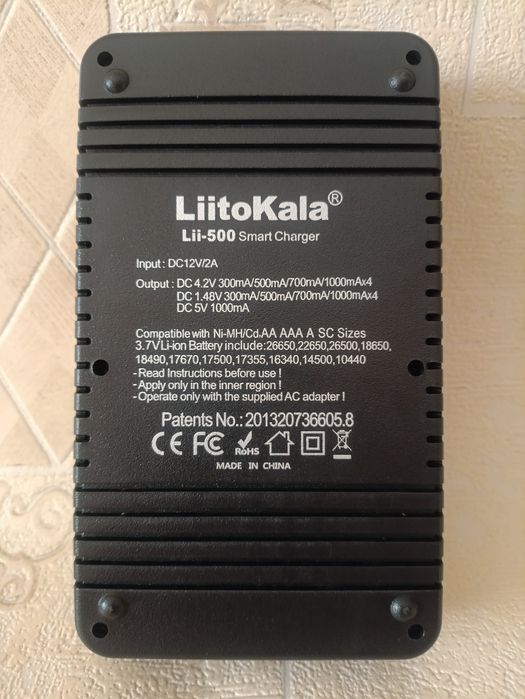 LiitoKala®
Lii-500 Smart Charger
Input : DC12V/2A
Output : DC 4.2V 300mA/500mA/700mA/1000mAx4
DC 1.48V 300mA/500mA/700mA/1000mAx4
DC 5V 1000mA
Compatible with Ni-MH/Cd.AA AAA A SC Sizes
3.7V Li-ion Battery include: 26650,22650,26500,18650,
18490,17670,17500,17355,16340,14500,10440
- Read Instructions before use !
- Apply only in the inner region !
- Operate only with the supplied AC adapter !
Patents No.: 201320736605.8
CE FC RoHS
MADE IN CHINA